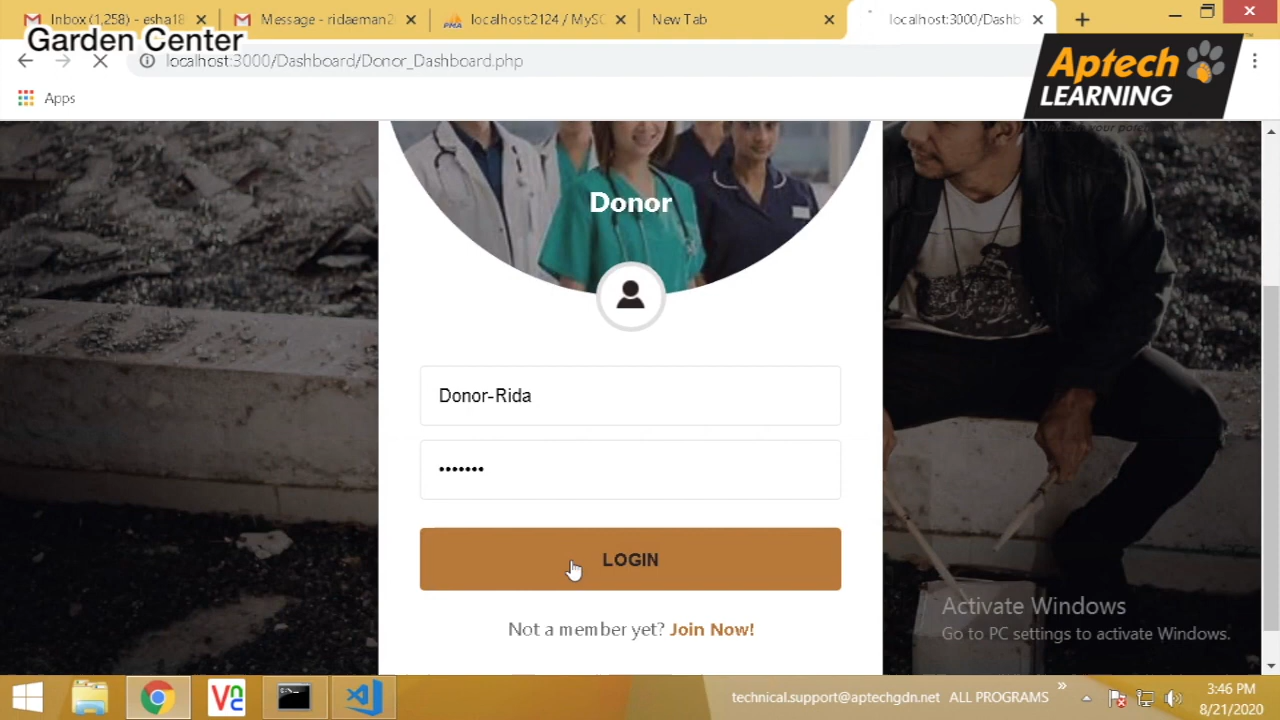 Inbox (1,258) - esha18
Message - ridaeman2
localhost:2124 / MySQ
New Tab
localhost:3000/Dashb
Garden Center
localhost:3000/Dashboard/Donor_Dashboard.php
Aptech
LEARNING
Apps
Donor
Donor-Rida
•••••••
LOGIN
Not a member yet? Join Now!
Activate Windows
Go to PC settings to activate Windows.
technical.support@aptechgdn.net ALL PROGRAMS
3:46 PM
8/21/2020